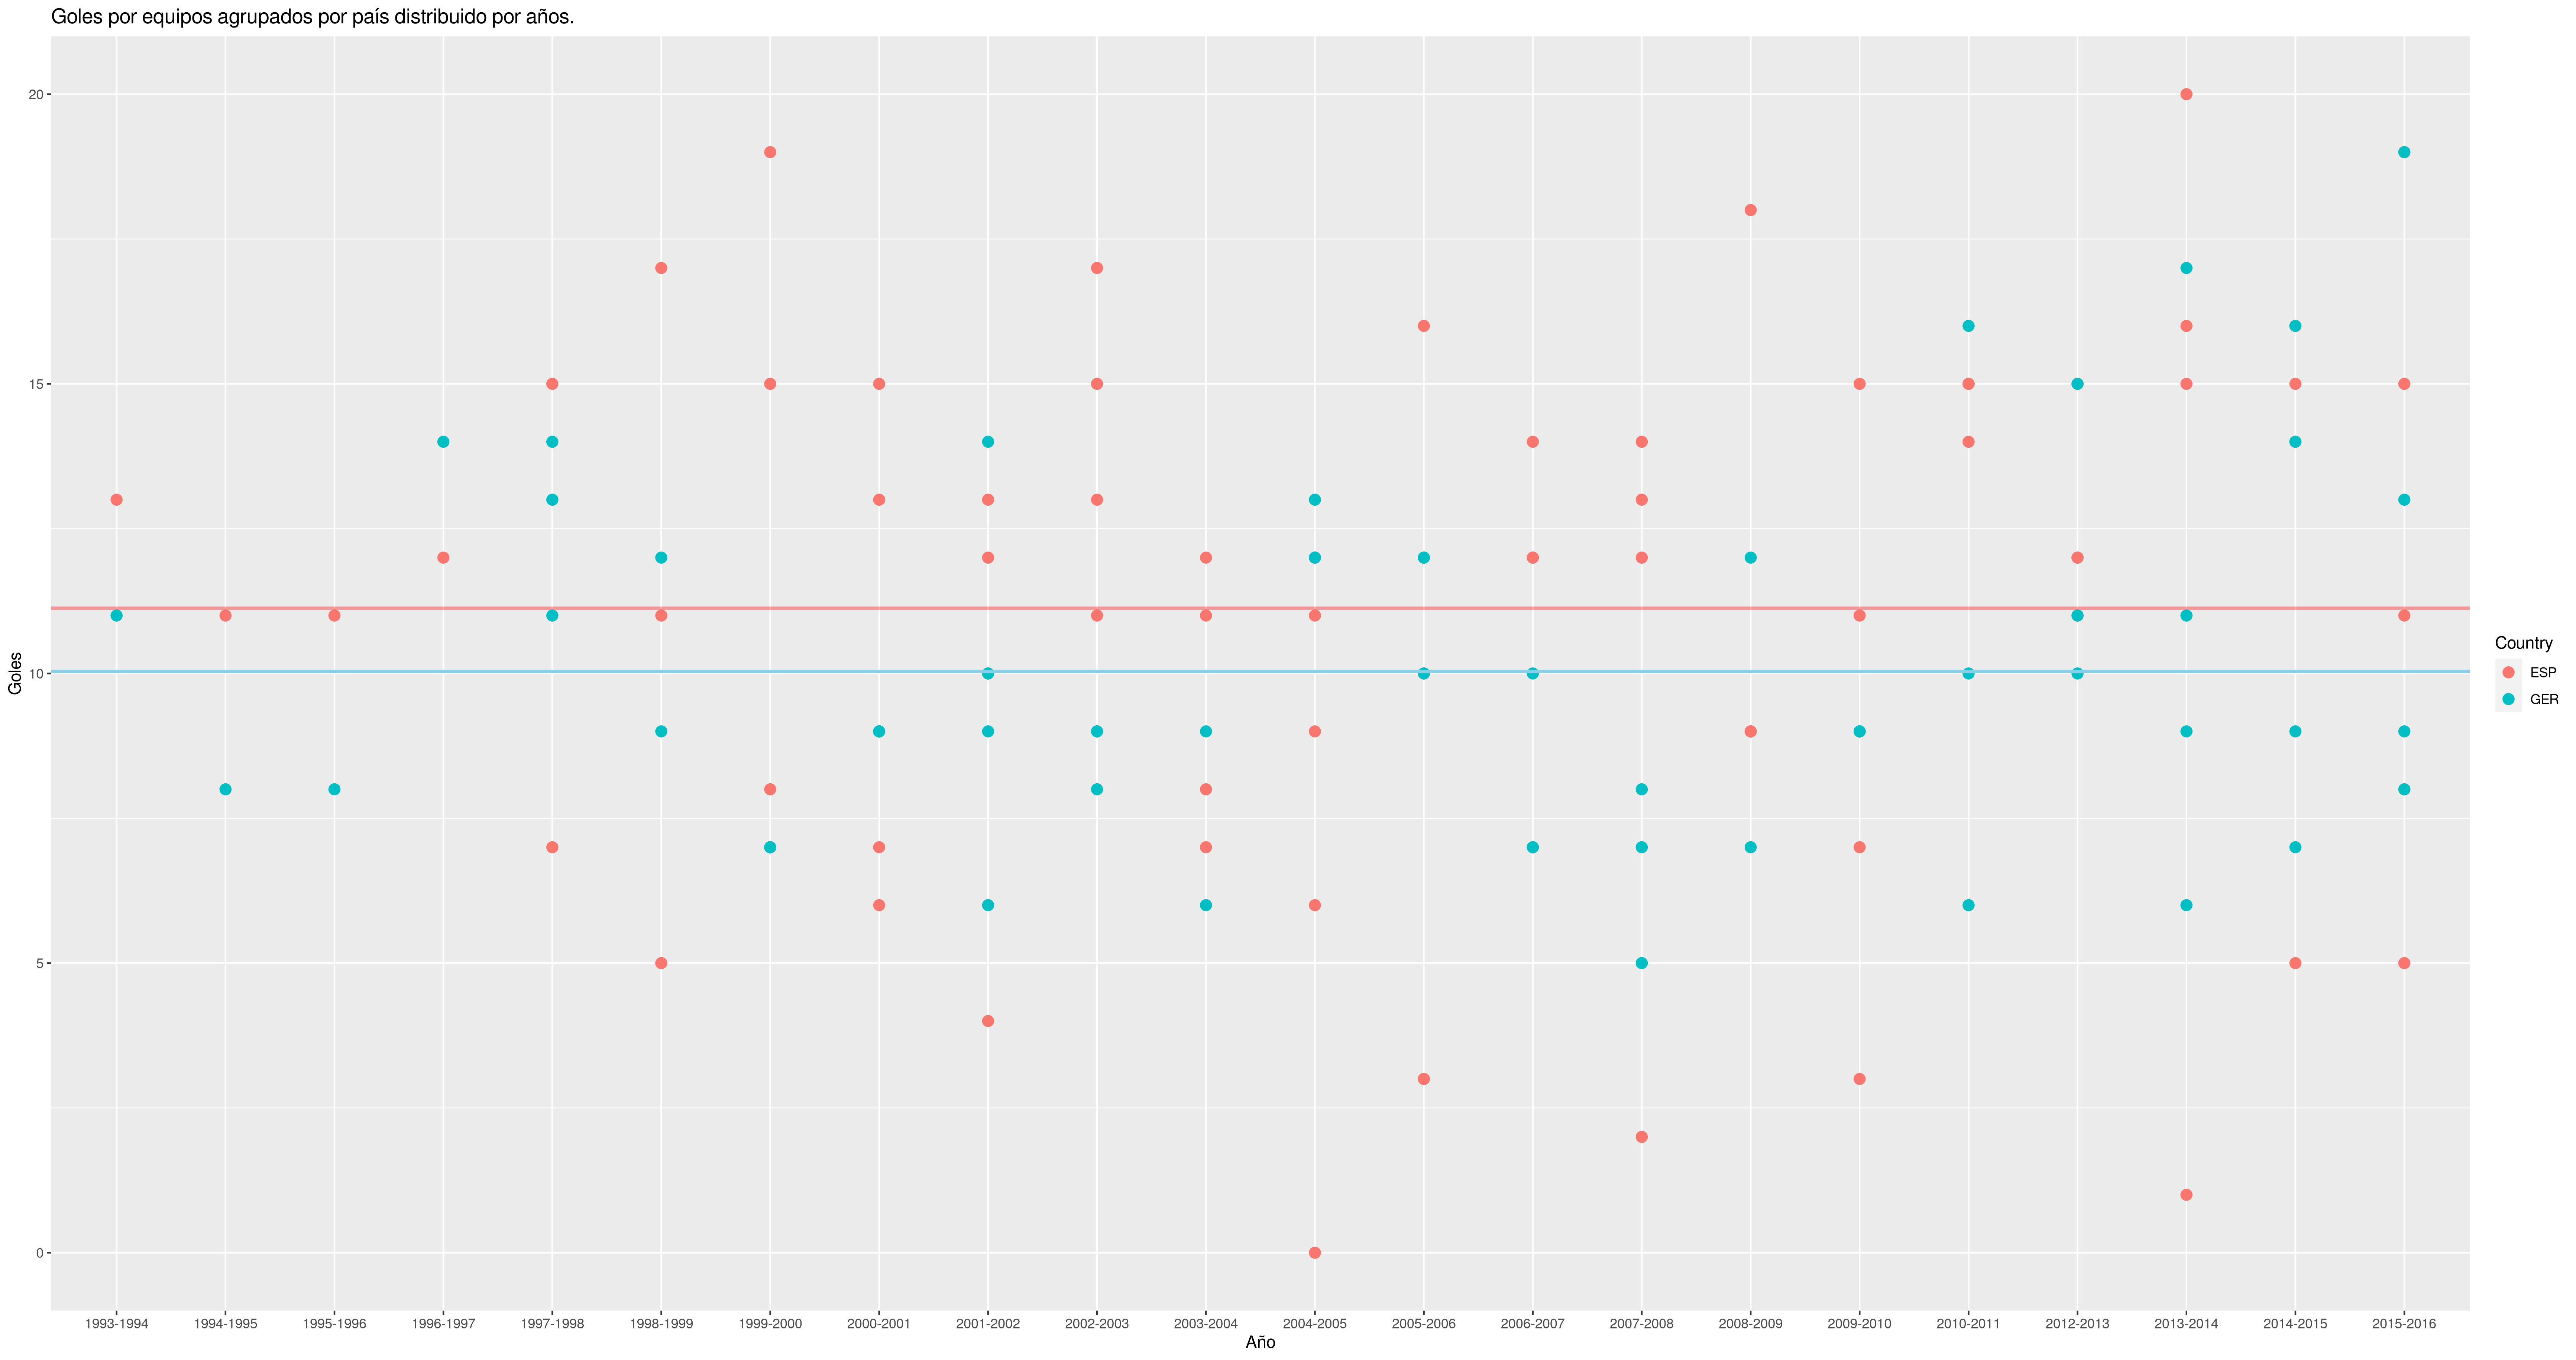 Goles por equipos agrupados por país distribuido por años.
Goles
20
15
10
5
0
1993-1994 1994-1995 1995-1996 1996-1997 1997-1998 1998-1999 1999-2000 2000-2001 2001-2002 2002-2003 2003-2004 2004-2005 2005-2006 2006-2007 2007-2008 2008-2009 2009-2010 2010-2011 2012-2013 2013-2014 2014-2015 2015-2016
Año
Country
ESP
GER